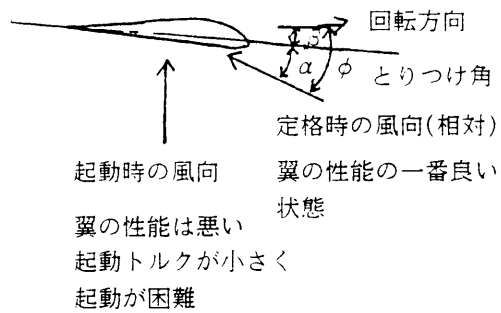 回転方向
β
α φ
とりつけ角
定格時の風向(相対)
翼の性能の一番良い
状態
起動時の風向
翼の性能は悪い
起動トルクが小さく
起動が困難